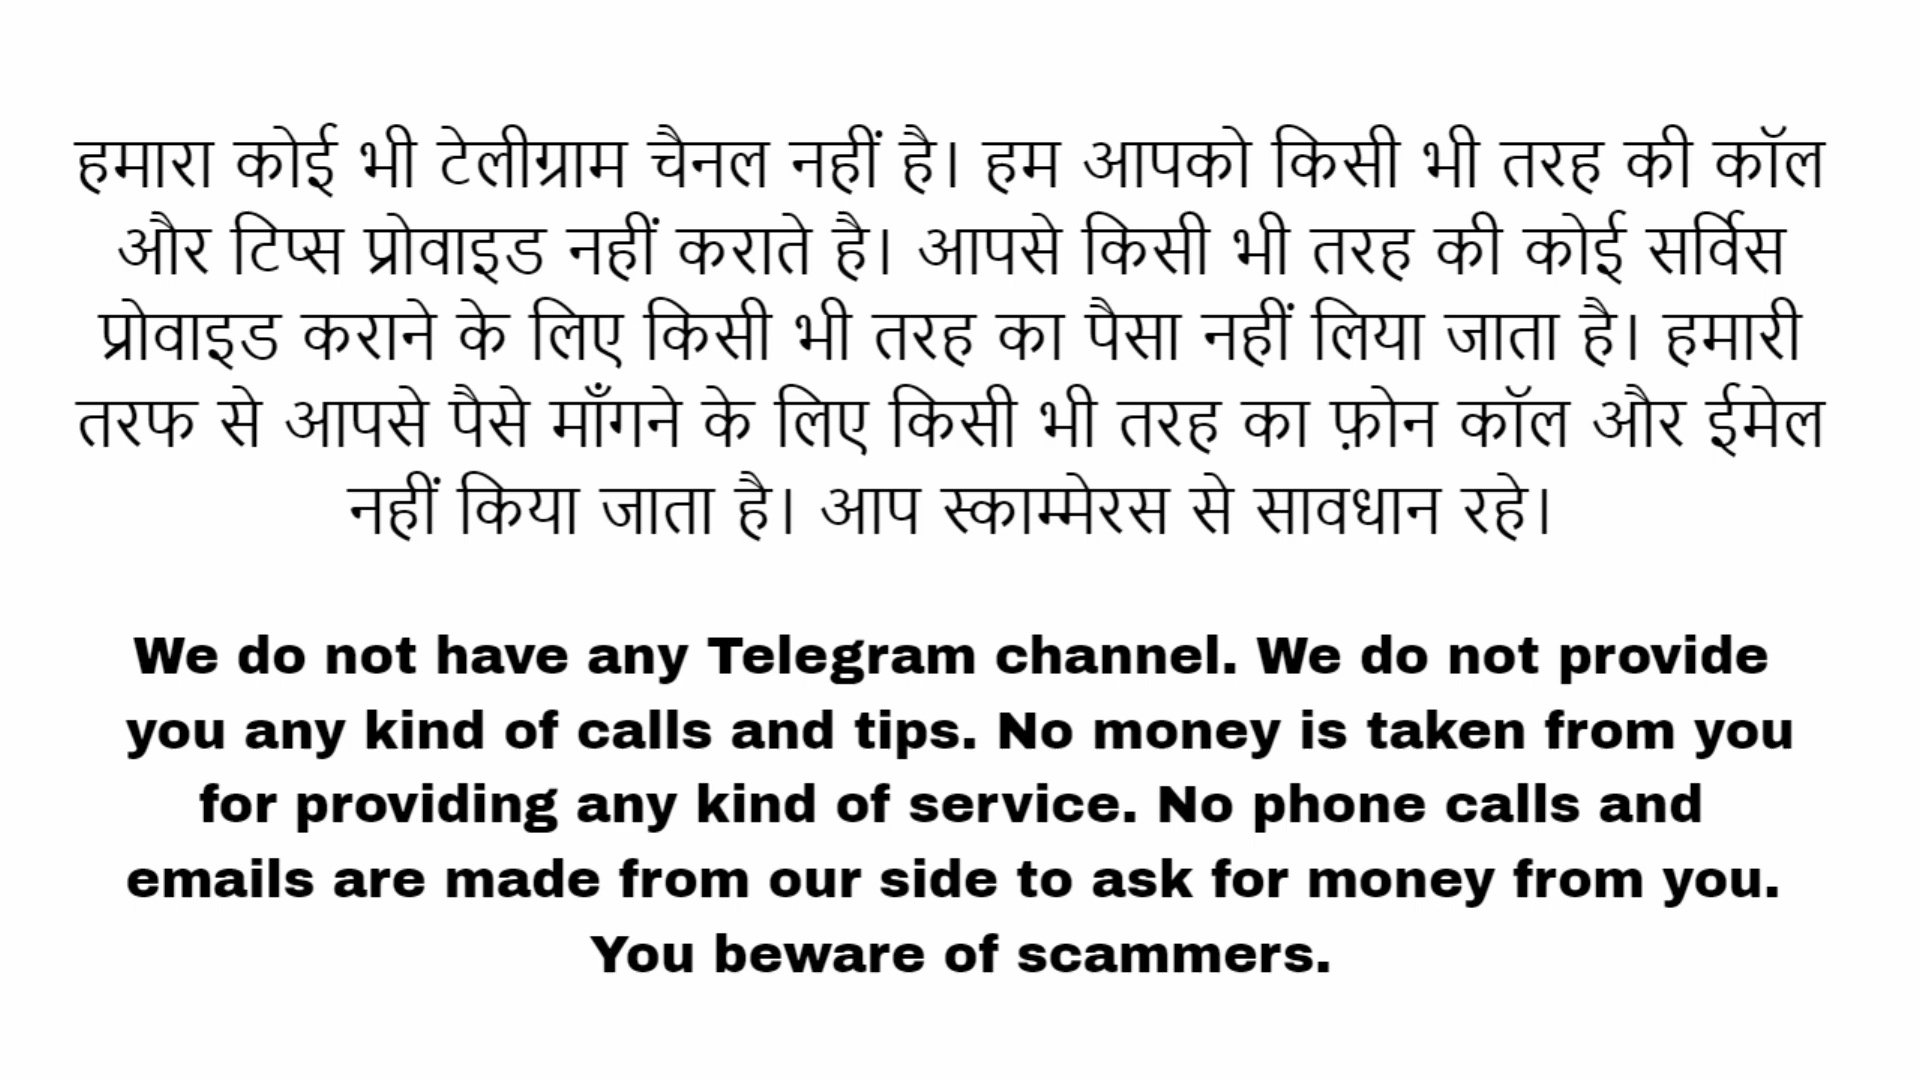 हमारा कोई भी टेलीग्राम चैनल नहीं है। हम आपको किसी भी तरह की कॉल
और टिप्स प्रोवाइड नहीं कराते है। आपसे किसी भी तरह की कोई सर्विस
प्रोवाइड कराने के लिए किसी भी तरह का पैसा नहीं लिया जाता है। हमारी
तरफ से आपसे पैसे माँगने के लिए किसी भी तरह का फ़ोन कॉल और ईमेल
नहीं किया जाता है। आप स्काम्मेरस से सावधान रहे।
We do not have any Telegram channel. We do not provide
you any kind of calls and tips. No money is taken from you
for providing any kind of service. No phone calls and
emails are made from our side to ask for money from you.
You beware of scammers.